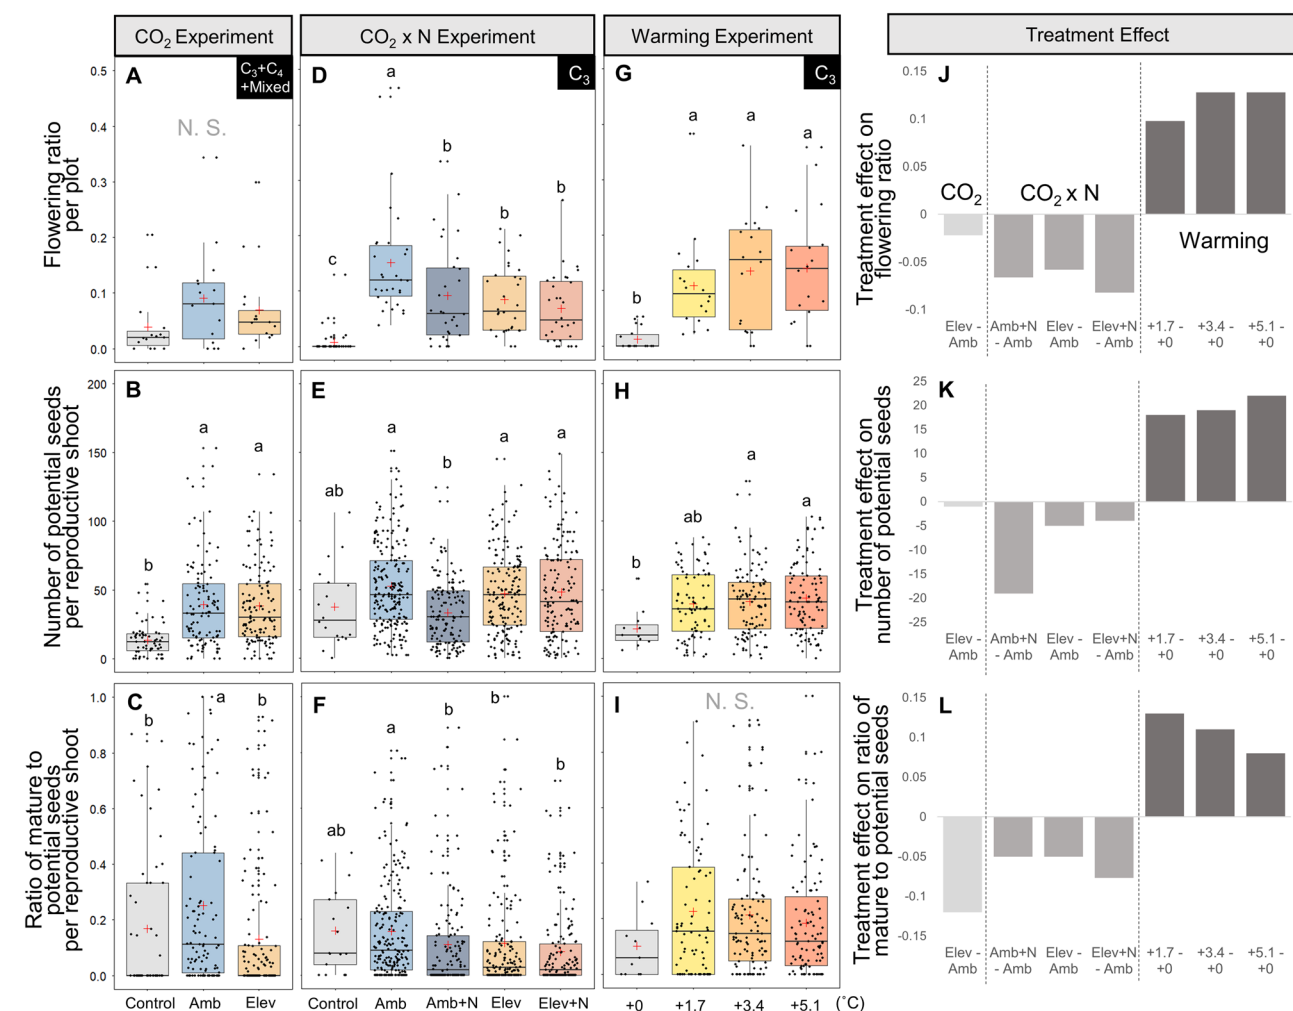 CO₂ Experiment
CO₂ x N Experiment
Warming Experiment
Treatment Effect
Flowering ratio
per plot
0.5
0.4
0.3
0.2
0.1
0.0
A
C₃+C₄
+Mixed
N. S.
D
C₃
a
b
b
b
c
G
C₃
a
a
a
b
Treatment effect on
flowering ratio
0.15
0.1
0.05
0
-0.05
-0.1
J
CO₂
CO₂ x N
Warming
Elev -
Amb
Amb+N
- Amb
Elev -
Amb
Elev+N
- Amb
+1.7 -
+0
+3.4 -
+0
+5.1 -
+0
Number of potential seeds
per reproductive shoot
200
150
100
50
0
B
b
a
a
E
ab
a
b
a
a
H
b
ab
a
a
Treatment effect on
number of potential seeds
25
20
15
10
5
0
-5
-10
-15
-20
-25
K
Elev -
Amb
Amb+N
- Amb
Elev -
Amb
Elev+N
- Amb
+1.7 -
+0
+3.4 -
+0
+5.1 -
+0
Ratio of mature to
potential seeds
per reproductive shoot
1.0
0.8
0.6
0.4
0.2
0.0
C
b
a
b
F
ab
a
b
b
b
I
N. S.
Treatment effect on ratio of
mature to potential seeds
0.15
0.1
0.05
0
-0.05
-0.1
-0.15
L
Elev -
Amb
Amb+N
- Amb
Elev -
Amb
Elev+N
- Amb
+1.7 -
+0
+3.4 -
+0
+5.1 -
+0
Control
Amb
Elev
Control
Amb
Amb+N
Elev
Elev+N
+0
+1.7
+3.4
+5.1
(˚C)